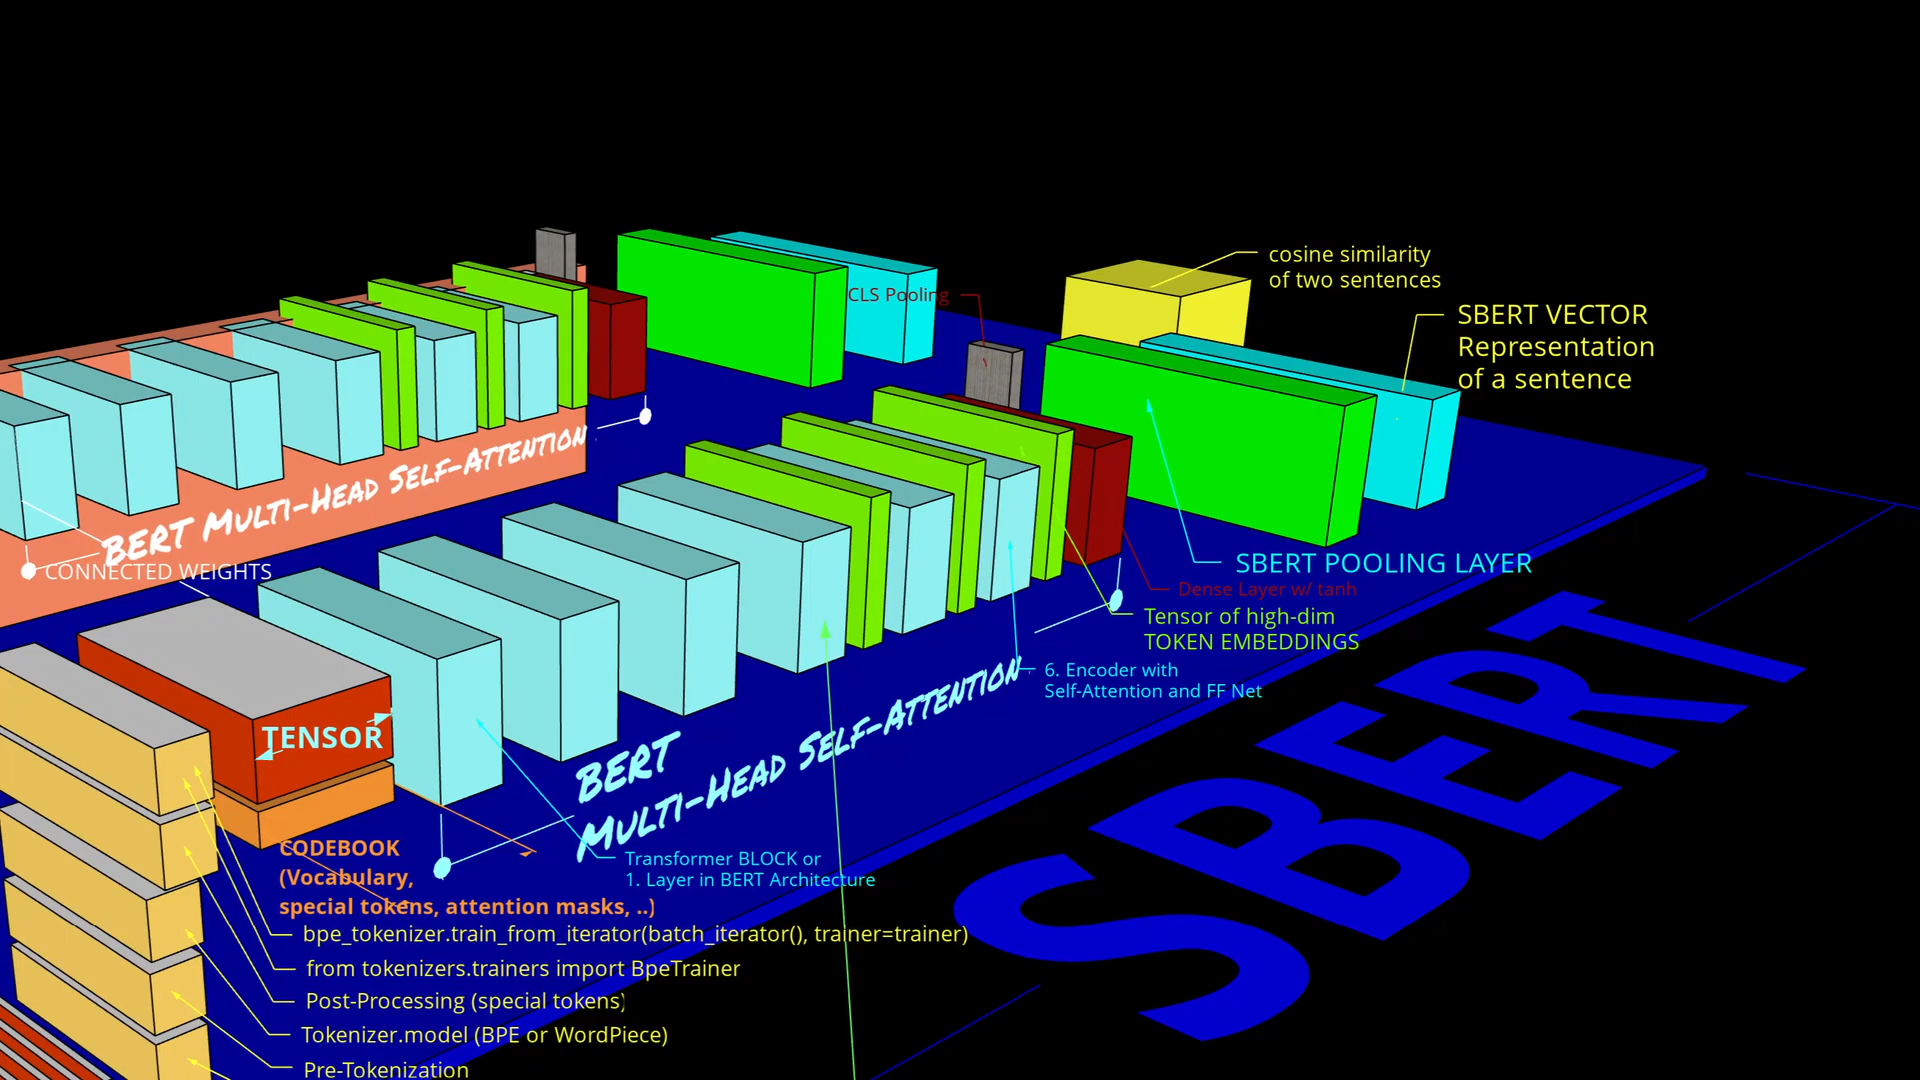 cosine similarity
of two sentences
CLS Pooling
SBERT VECTOR
Representation
of a sentence
BERT MULTI-HEAD SELF-ATTENTION
CONNECTED WEIGHTS
SBERT POOLING LAYER
Dense Layer w/ tanh
Tensor of high-dim
TOKEN EMBEDDINGS
6. Encoder with
Self-Attention and FF Net
TENSOR
BERT
MULTI-HEAD SELF-ATTENTION
SBERT
Transformer BLOCK or
1. Layer in BERT Architecture
CODEBOOK
(Vocabulary,
special tokens, attention masks, ..)
bpe_tokenizer.train_from_iterator(batch_iterator(), trainer=trainer)
from tokenizers.trainers import BpeTrainer
Post-Processing (special tokens)
Tokenizer.model (BPE or WordPiece)
Pre-Tokenization